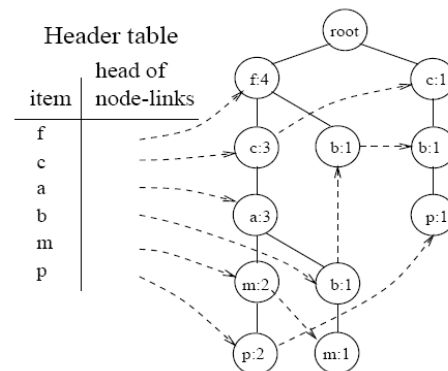 Header table
head of
item node-links
f
c
a
b
m
p
root
f:4 c:1
c:3 b:1 b:1
a:3 p:1
m:2 b:1
p:2 m:1